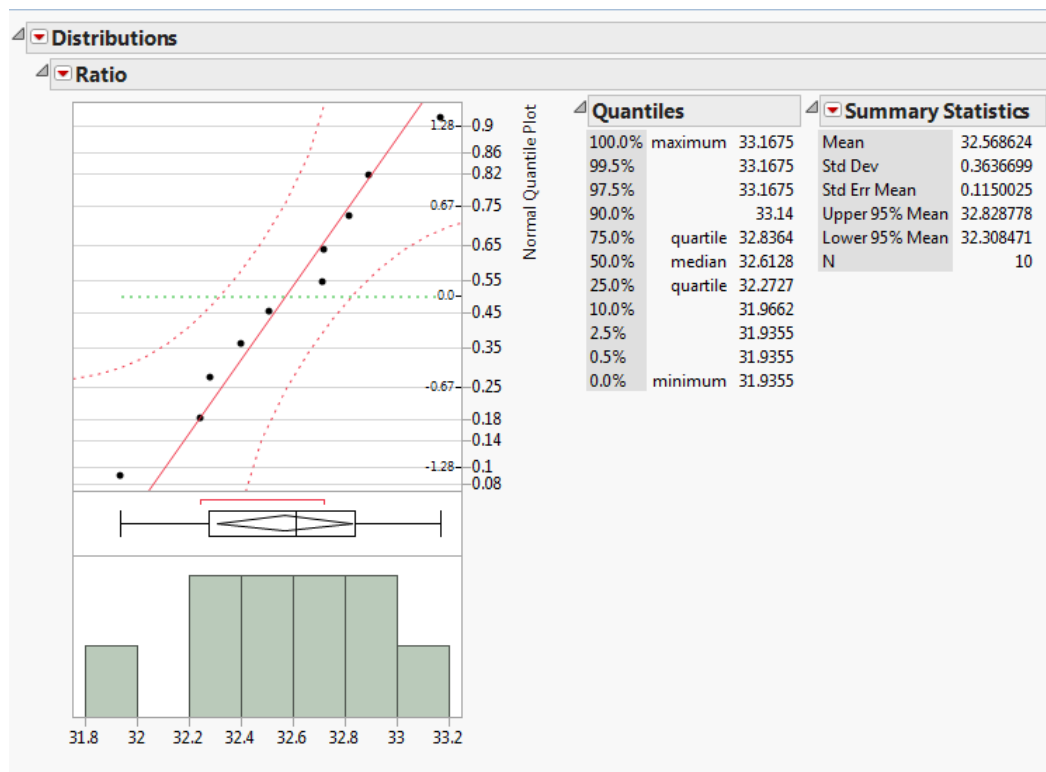 Distributions
Ratio
Normal Quantile Plot
1.28
0.67
0.0
-0.67
-1.28
0.9
0.86
0.82
0.75
0.65
0.55
0.45
0.35
0.25
0.18
0.14
0.1
0.08
31.8 32 32.2 32.4 32.6 32.8 33 33.2
Quantiles
100.0% maximum 33.1675
99.5% 33.1675
97.5% 33.1675
90.0% 33.14
75.0% quartile 32.8364
50.0% median 32.6128
25.0% quartile 32.2727
10.0% 31.9662
2.5% 31.9355
0.5% 31.9355
0.0% minimum 31.9355
Summary Statistics
Mean 32.568624
Std Dev 0.3636699
Std Err Mean 0.1150025
Upper 95% Mean 32.828778
Lower 95% Mean 32.308471
N 10